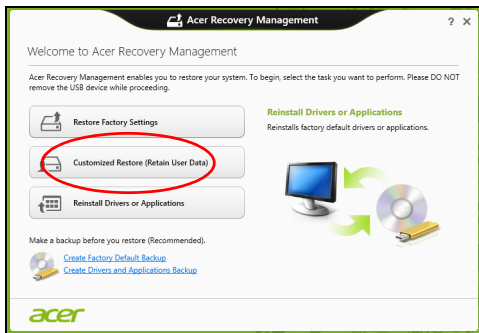 Acer Recovery Management
? X
Welcome to Acer Recovery Management
Acer Recovery Management enables you to restore your system. To begin, select the task you want to perform. Please DO NOT
remove the USB device while proceeding.
Restore Factory Settings
Customized Restore (Retain User Data)
Reinstall Drivers or Applications
Reinstall Drivers or Applications
Reinstalls factory default drivers or applications.
Make a backup before you restore (Recommended).
Create Factory Default Backup
Create Drivers and Applications Backup
acer